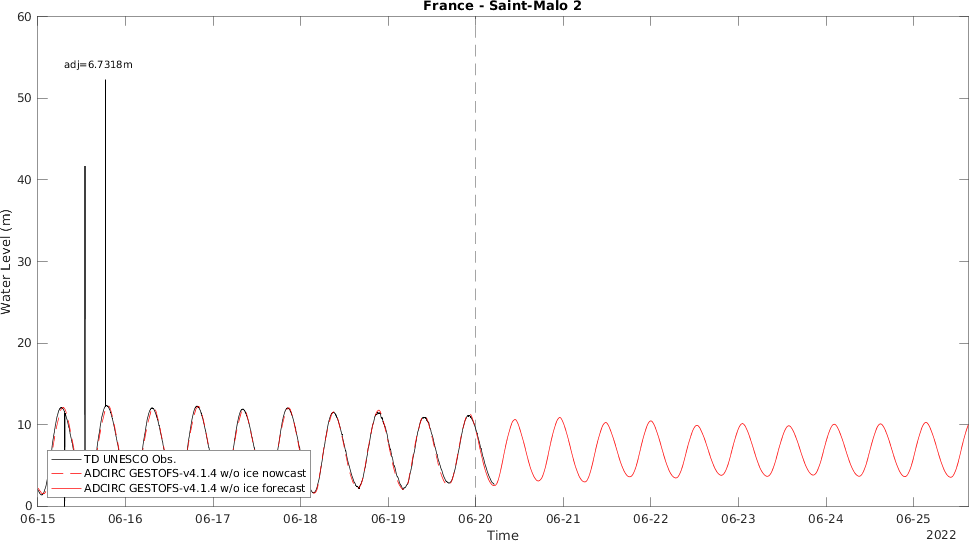 France - Saint-Malo 2
adj=6.7318m
Water Level (m)
60
50
40
30
20
10
0
TD UNESCO Obs.
ADCIRC GESTOFS-v4.1.4 w/o ice nowcast
ADCIRC GESTOFS-v4.1.4 w/o ice forecast
06-15 06-16 06-17 06-18 06-19 06-20 06-21 06-22 06-23 06-24 06-25
Time
2022